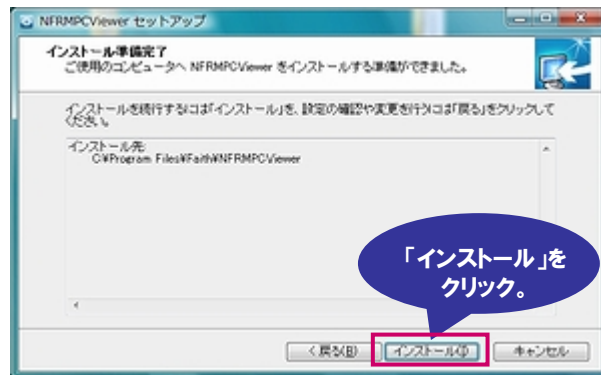 NFRMPCViewer セットアップ
インストール準備完了
ご使用のコンピュータへ NFRMPCViewer をインストールする準備ができました。
インストールを続行するには「インストール」を、設定の確認や変更を行うには「戻る」をクリックして
ください。
インストール先:
C:¥Program Files¥Faith¥NFRMPCViewer
「インストール」を
クリック。
< 戻る(B)
インストール(I)
キャンセル